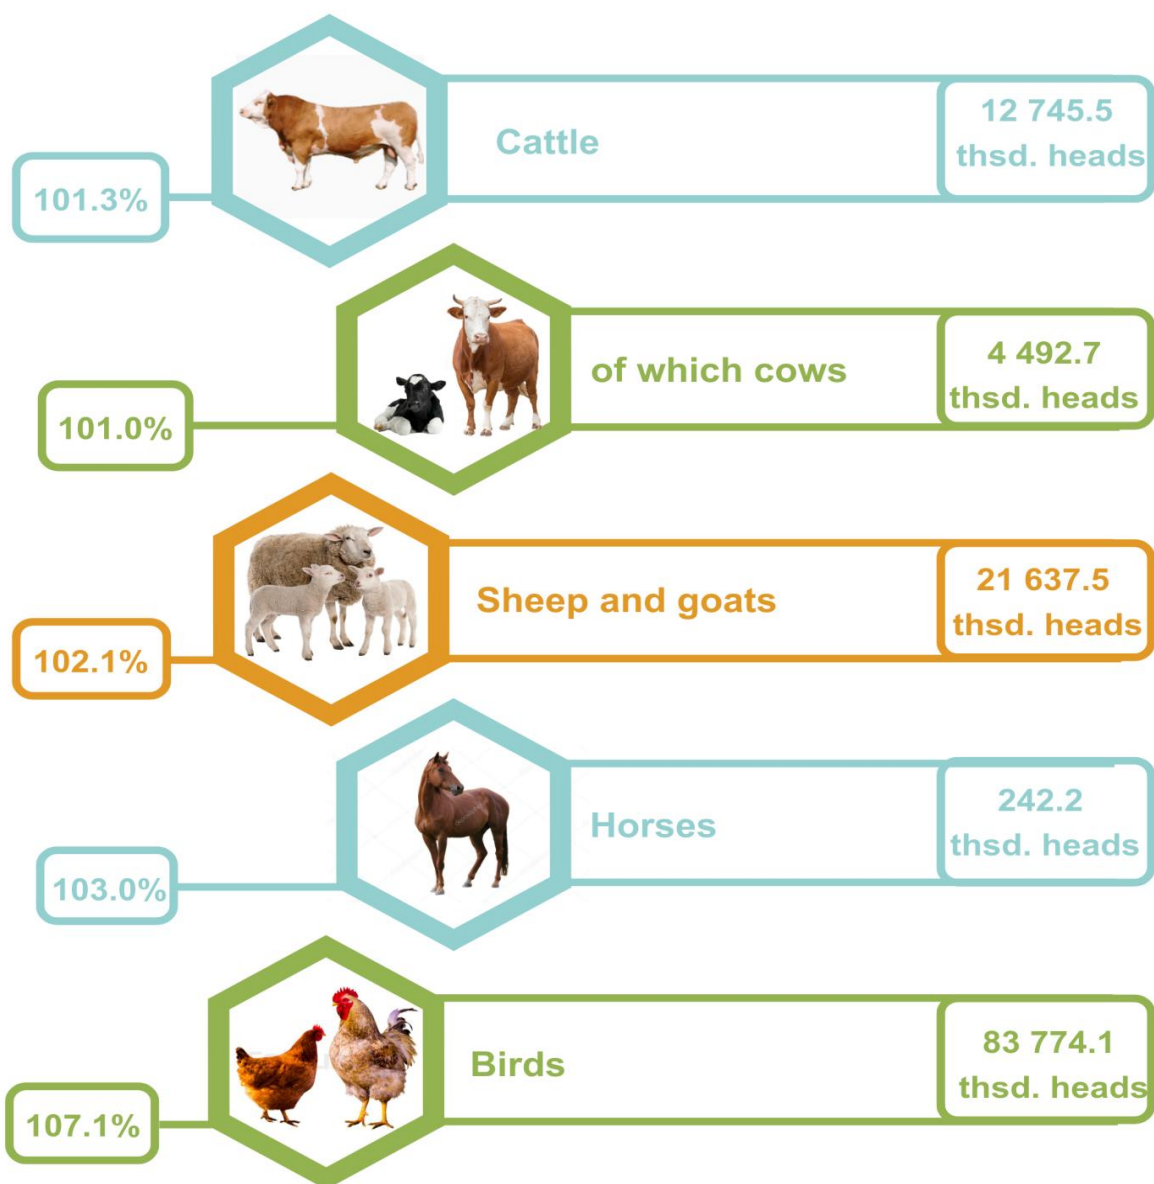 Cattle
12 745.5
thsd. heads
101.3%
of which cows
4 492.7
thsd. heads
101.0%
Sheep and goats
21 637.5
thsd. heads
102.1%
Horses
242.2
thsd. heads
103.0%
Birds
83 774.1
thsd. heads
107.1%